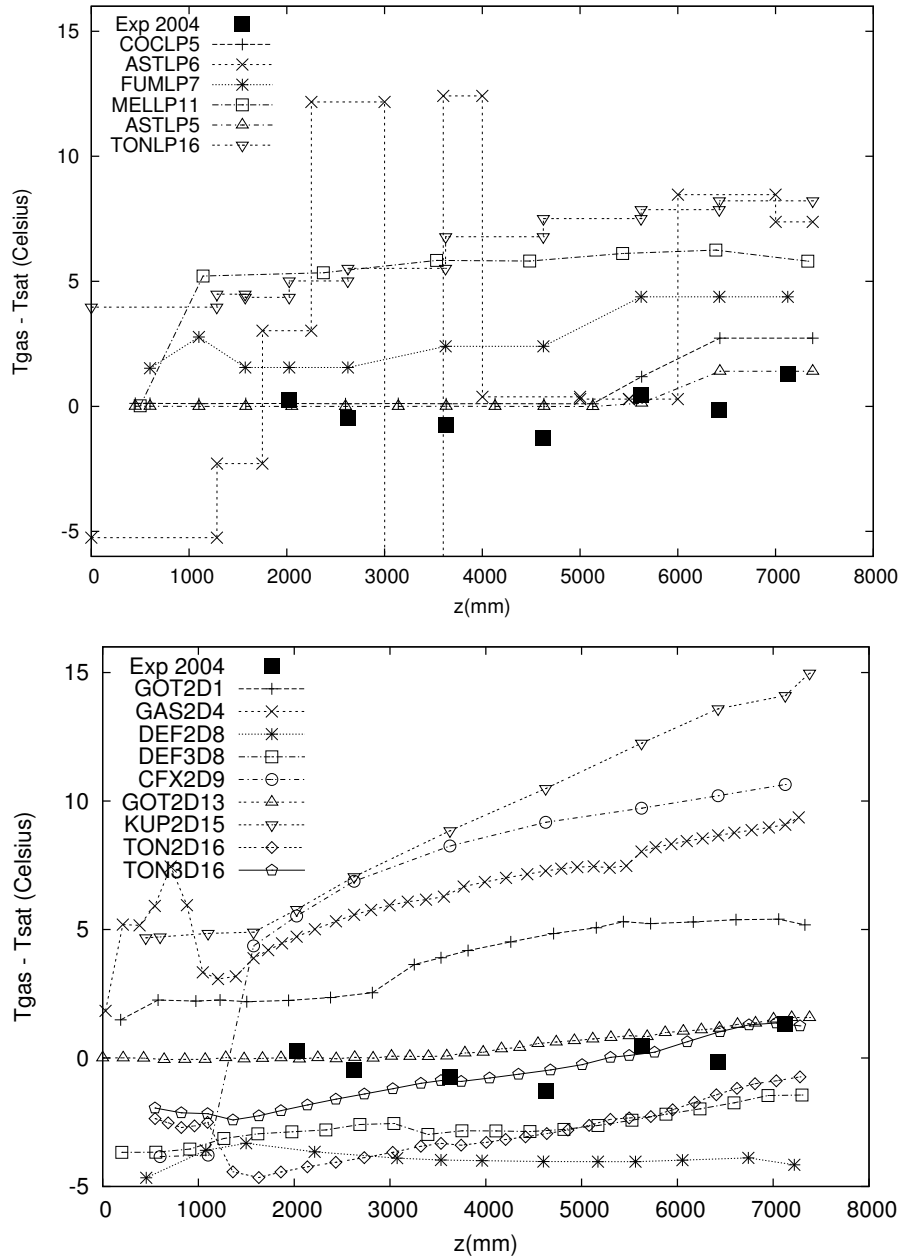 15
10
5
0
-5
Tgas - Tsat (Celsius)
Exp 2004
COCLP5
ASTLP6
FUMLP7
MELLP11
ASTLP5
TONLP16
0 1000 2000 3000 4000 5000 6000 7000 8000
z(mm)
15
10
5
0
-5
Tgas - Tsat (Celsius)
Exp 2004
GOT2D1
GAS2D4
DEF2D8
DEF3D8
CFX2D9
GOT2D13
KUP2D15
TON2D16
TON3D16
0 1000 2000 3000 4000 5000 6000 7000 8000
z(mm)